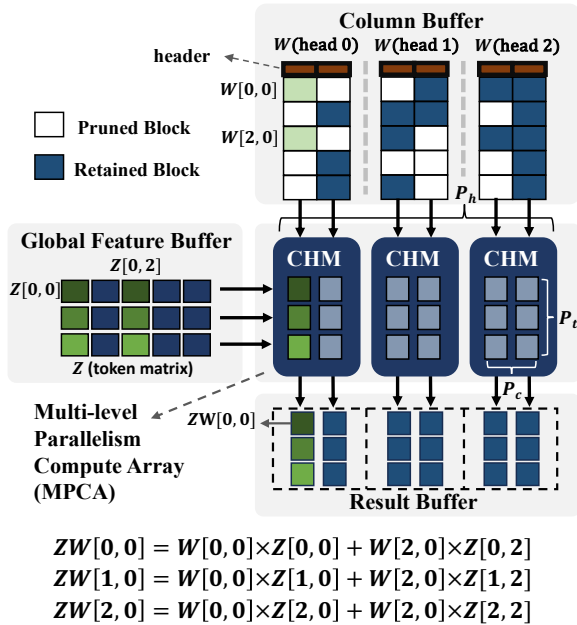 Column Buffer
W(head 0) W(head 1) W(head 2)
header
W[0, 0]
W[2, 0]
Pruned Block
Retained Block
P_h
Global Feature Buffer
Z[0, 2]
Z[0, 0]
Z (token matrix)
CHM CHM CHM
P_t
P_c
Multi-level
Parallelism
Compute Array
(MPCA)
ZW[0, 0]
Result Buffer
ZW[0, 0] = W[0, 0]×Z[0, 0] + W[2, 0]×Z[0, 2]
ZW[1, 0] = W[0, 0]×Z[1, 0] + W[2, 0]×Z[1, 2]
ZW[2, 0] = W[0, 0]×Z[2, 0] + W[2, 0]×Z[2, 2]